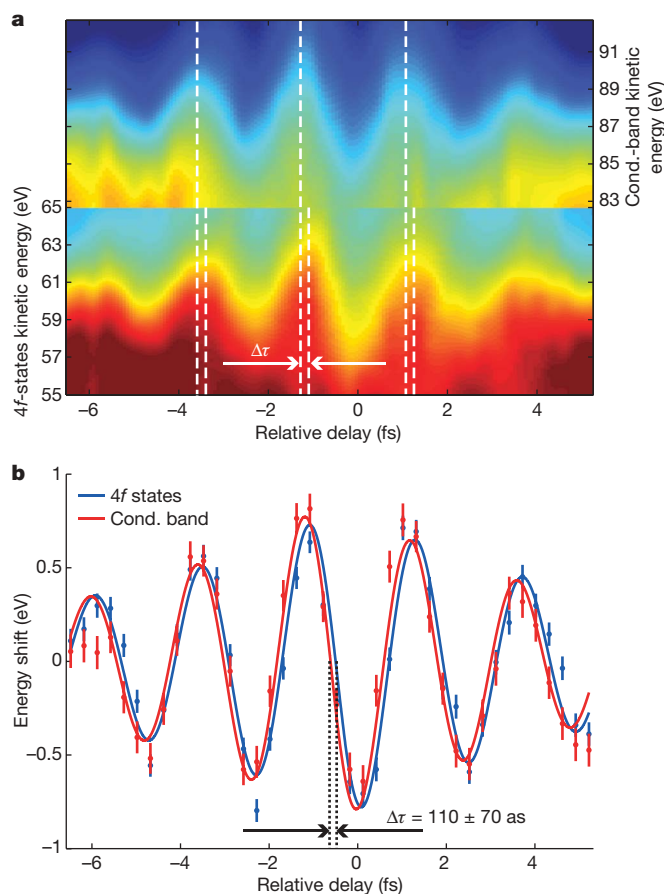 a
91
89
87
85
83
Cond.-band kinetic
energy (eV)
65
63
61
59
57
55
4f-states kinetic energy (eV)
Δτ
−6 −4 −2 0 2 4
Relative delay (fs)
b
1
0.5
0
−0.5
−1
Energy shift (eV)
4f states
Cond. band
Δτ = 110 ± 70 as
−6 −4 −2 0 2 4
Relative delay (fs)